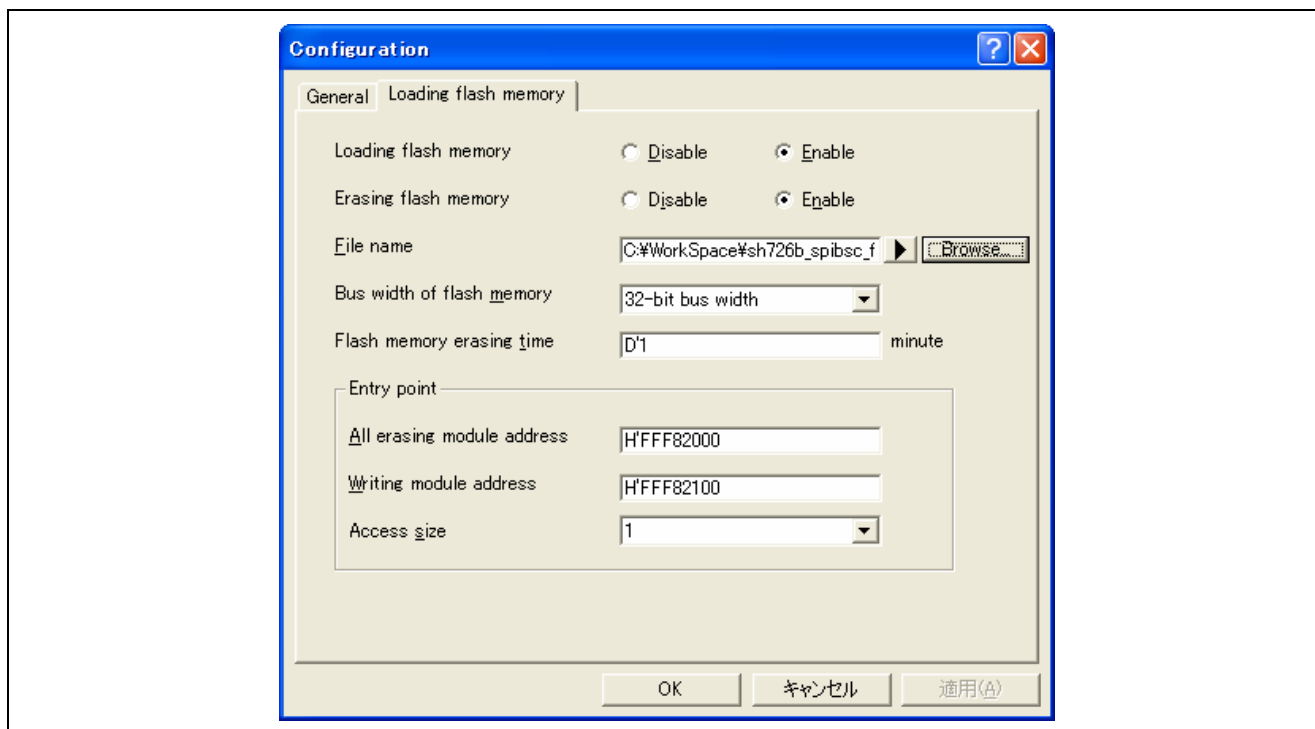 Configuration
General Loading flash memory
Loading flash memory Disable Enable
Erasing flash memory Disable Enable
File name C:¥WorkSpace¥sh726b_spibsc_f Browse...
Bus width of flash memory 32-bit bus width
Flash memory erasing time D'1 minute
Entry point
All erasing module address H'FFF82000
Writing module address H'FFF82100
Access size 1
OK キャンセル 適用(A)